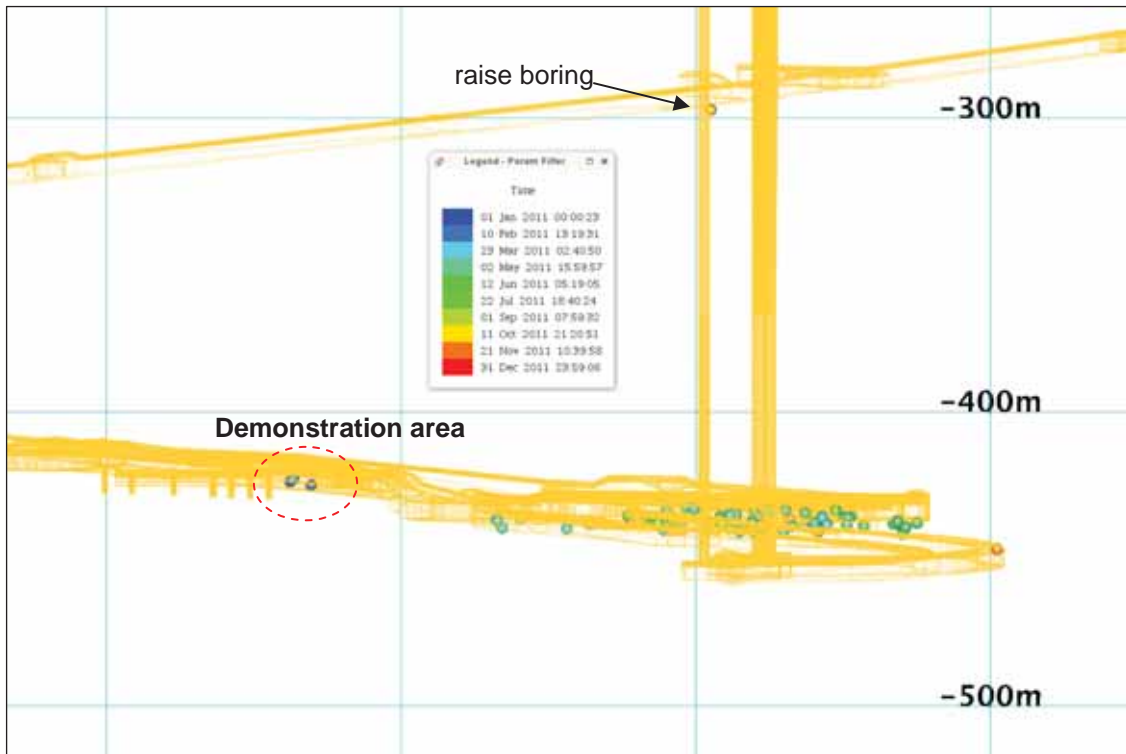 raise boring
-300m
Legend - Param Filter
Time
01 Jan 2011 00:00:23
10 Feb 2011 13:19:31
23 Mar 2011 02:40:50
02 May 2011 15:59:57
12 Jun 2011 05:19:05
22 Jul 2011 18:40:24
01 Sep 2011 07:59:32
11 Oct 2011 21:20:51
21 Nov 2011 10:39:58
31 Dec 2011 23:59:06
-400m
Demonstration area
-500m